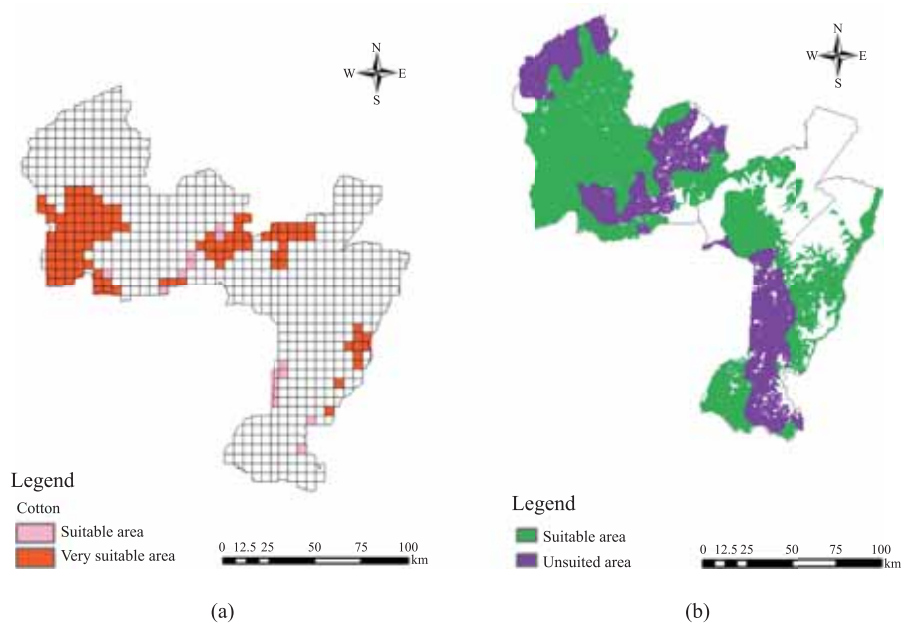 N
W E
S
N
W E
S
Legend
Cotton
Suitable area
Very suitable area
0 12.5 25 50 75 100
km
Legend
Suitable area
Unsuited area
0 12.5 25 50 75 100
km
(a)
(b)